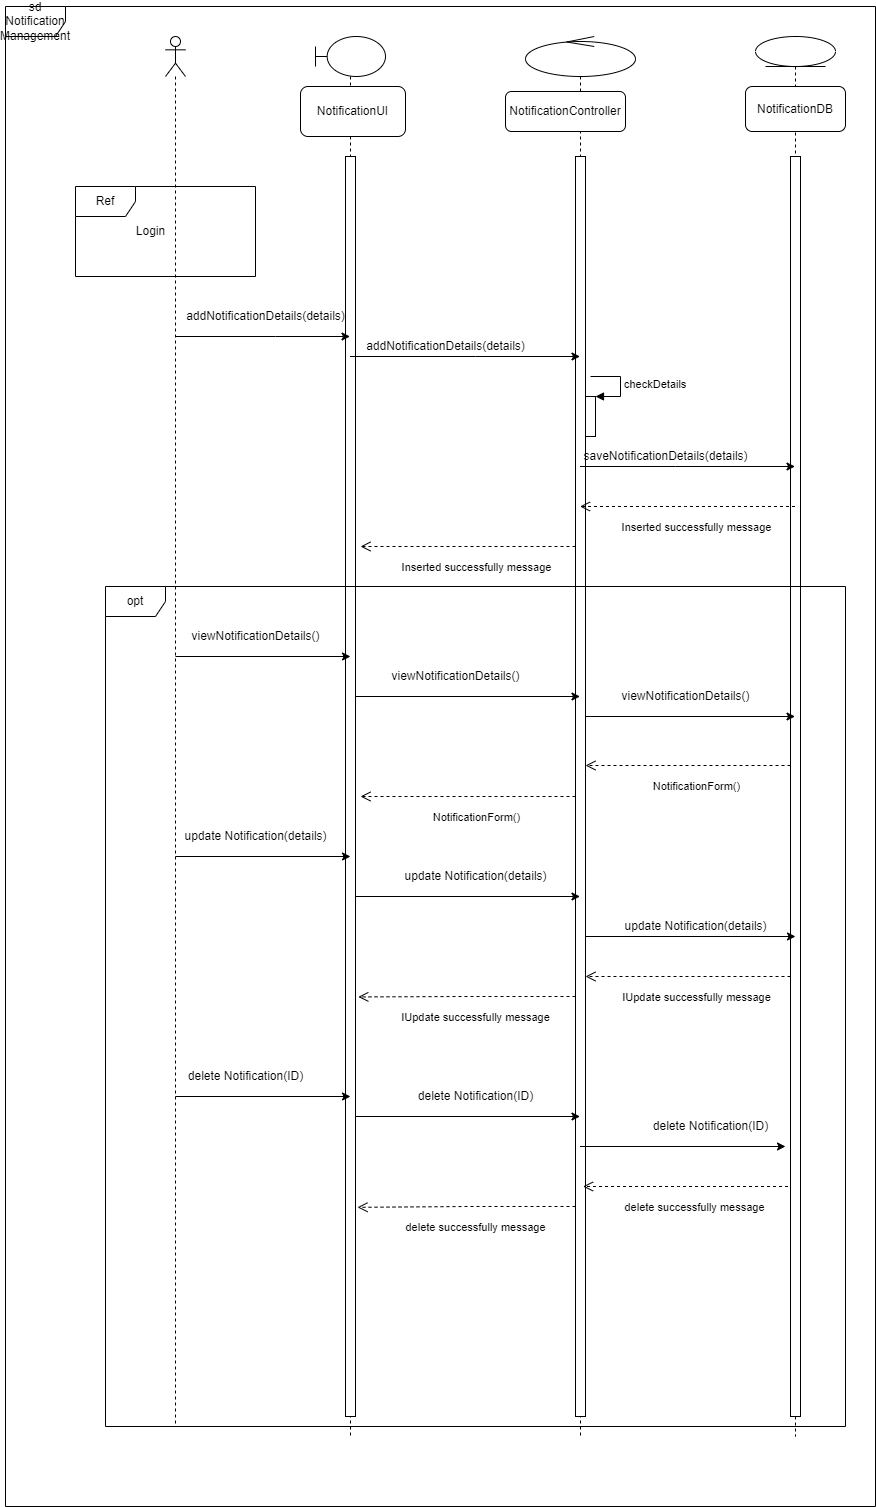 sd
Notification
Management
NotificationUI
NotificationController
NotificationDB
Ref
Login
addNotificationDetails(details)
addNotificationDetails(details)
checkDetails
saveNotificationDetails(details)
Inserted successfully message
Inserted successfully message
opt
viewNotificationDetails()
viewNotificationDetails()
viewNotificationDetails()
NotificationForm()
NotificationForm()
update Notification(details)
update Notification(details)
update Notification(details)
IUpdate successfully message
IUpdate successfully message
delete Notification(ID)
delete Notification(ID)
delete Notification(ID)
delete successfully message
delete successfully message